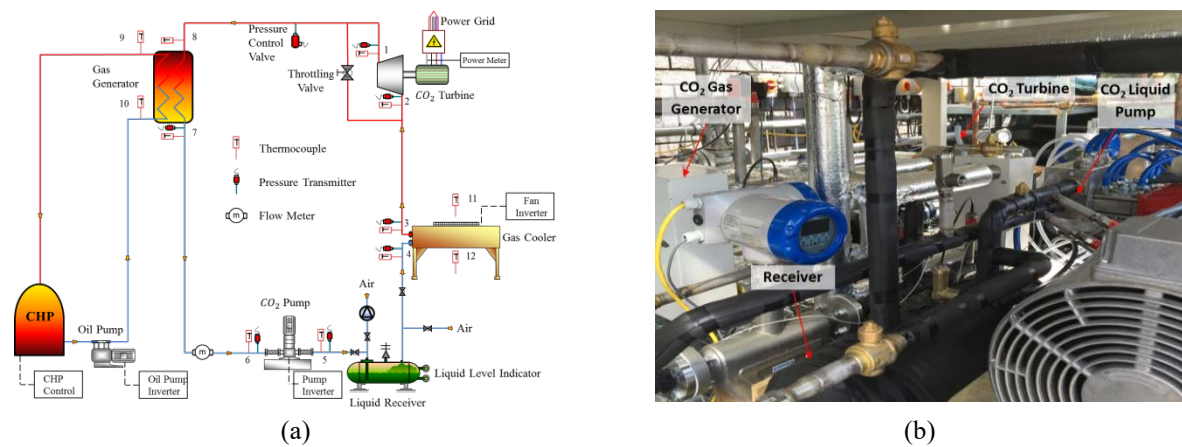 9
T
8
Pressure
Control
Valve
Gas
Generator
10
T
7
Throttling
Valve
1
2
Power Grid
Power Meter
CO₂ Turbine
T
Thermocouple
Pressure Transmitter
m
Flow Meter
T
11
Fan
Inverter
3
Gas Cooler
4
T
12
CHP
CHP
Control
Oil Pump
Oil Pump
Inverter
m
T
6
CO₂ Pump
Pump
Inverter
T
5
Air
Air
Liquid Level Indicator
Liquid Receiver
(a)
CO₂ Gas
Generator
CO₂ Turbine
CO₂ Liquid
Pump
Receiver
(b)